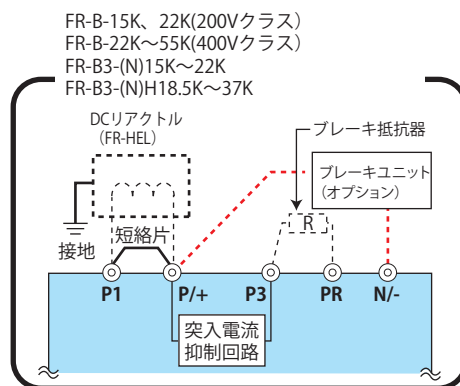 FR-B-15K、22K(200Vクラス)
FR-B-22K～55K(400Vクラス)
FR-B3-(N)15K～22K
FR-B3-(N)H18.5K～37K
DCリアクトル
(FR-HEL)
ブレーキ抵抗器
ブレーキユニット
(オプション)
R
接地
短絡片
P1
P/+
P3
PR
N/-
突入電流
抑制回路